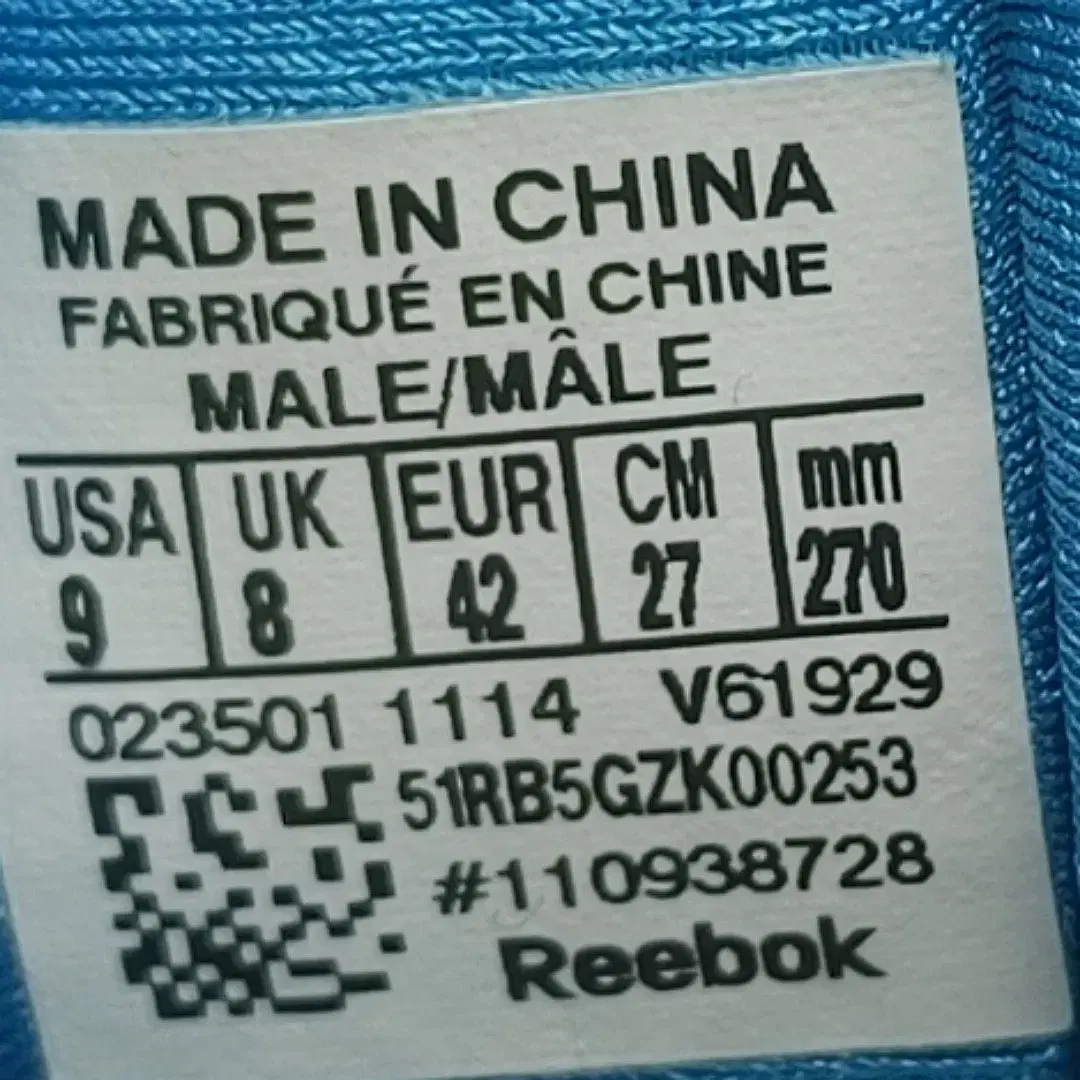 MADE IN CHINA
FABRIQUÉ EN CHINE
MALE/MÂLE
USA UK EUR CM mm
9 8 42 27 270
023501 1114 V61929
51RB5GZK00253
#110938728
Reebok